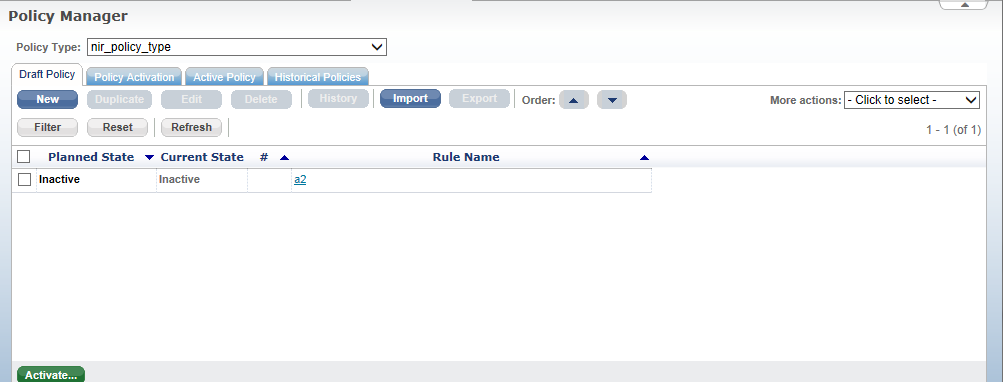 Policy Manager
Policy Type: nir_policy_type
Draft Policy Policy Activation Active Policy Historical Policies
New Duplicate Edit Delete History Import Export Order: More actions: - Click to select -
Filter Reset Refresh 1 - 1 (of 1)
Planned State Current State # Rule Name
Inactive Inactive a2
Activate...